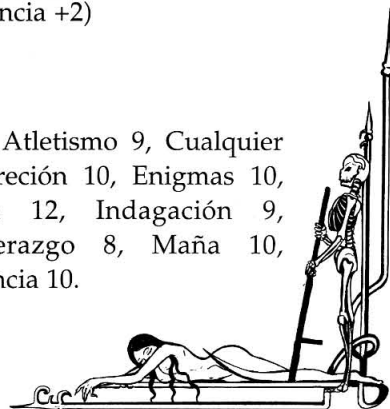 ncia +2)
Atletismo 9, Cualquier
reción 10, Enigmas 10,
12, Indagación 9,
erazgo 8, Maña 10,
ncia 10.